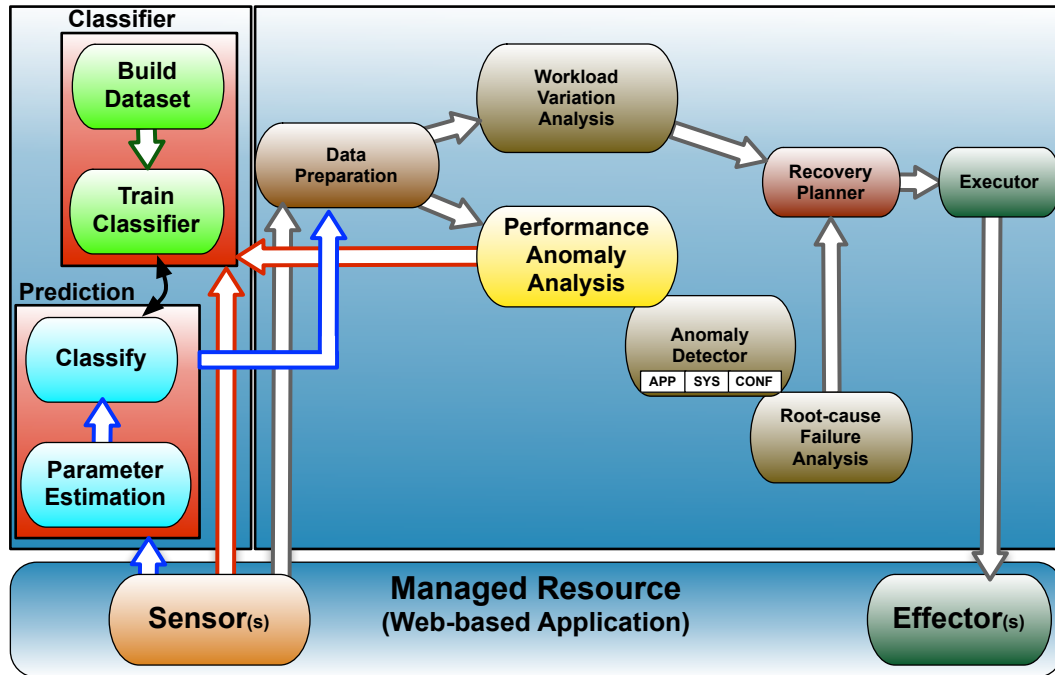 Classifier
Build
Dataset
Train
Classifier
Prediction
Classify
Parameter
Estimation
Data
Preparation
Workload
Variation
Analysis
Performance
Anomaly
Analysis
Anomaly
Detector
APP SYS CONF
Root-cause
Failure
Analysis
Recovery
Planner
Executor
Managed Resource
(Web-based Application)
Sensor(s)
Effector(s)